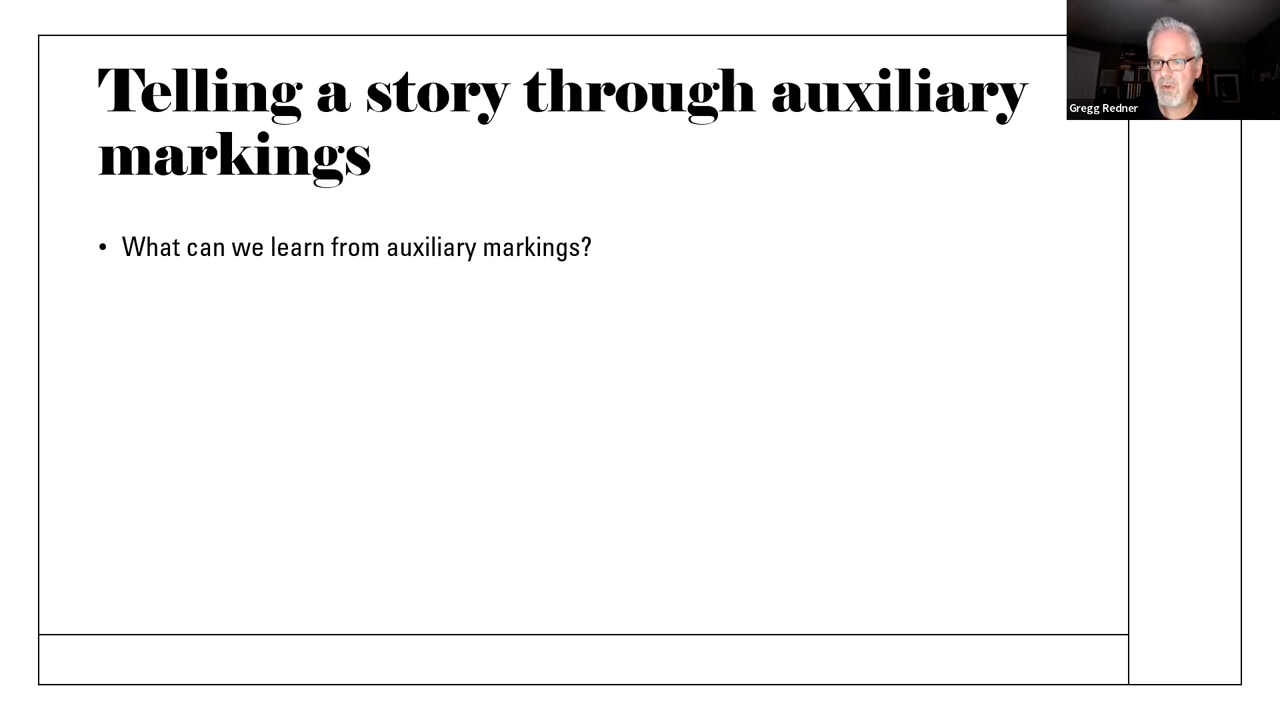 Telling a story through auxiliary
markings
• What can we learn from auxiliary markings?
Gregg Redner